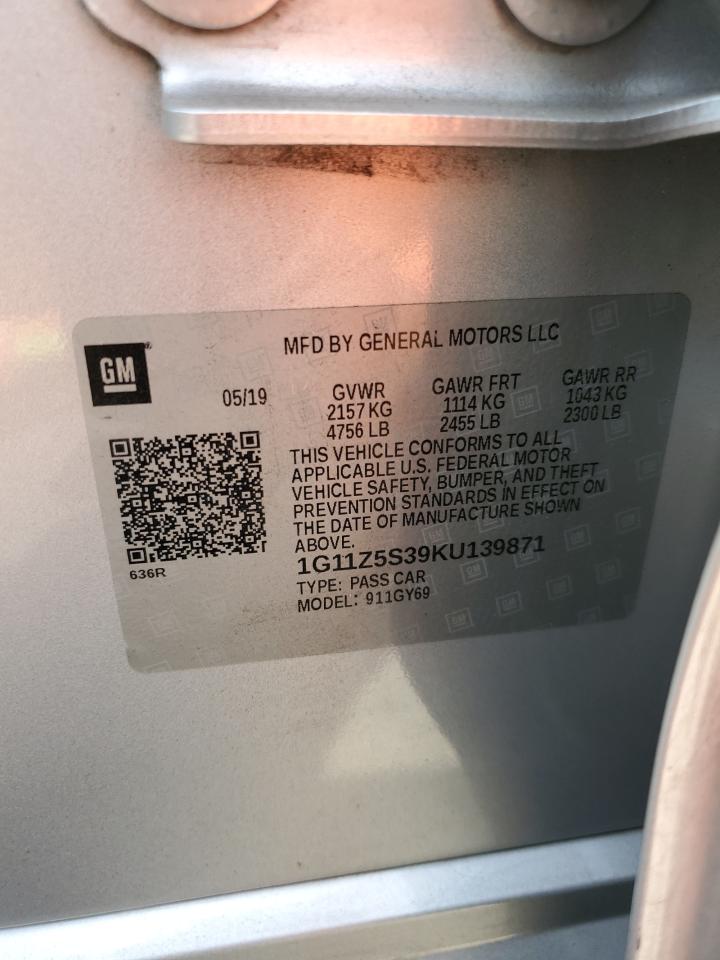 GM
MFD BY GENERAL MOTORS LLC
05/19
GVWR
2157 KG
4756 LB
GAWR FRT
1114 KG
2455 LB
GAWR RR
1043 KG
2300 LB
THIS VEHICLE CONFORMS TO ALL
APPLICABLE U.S. FEDERAL MOTOR
VEHICLE SAFETY, BUMPER, AND THEFT
PREVENTION STANDARDS IN EFFECT ON
THE DATE OF MANUFACTURE SHOWN
ABOVE.
1G11Z5S39KU139871
TYPE: PASS CAR
MODEL: 911GY69
636R